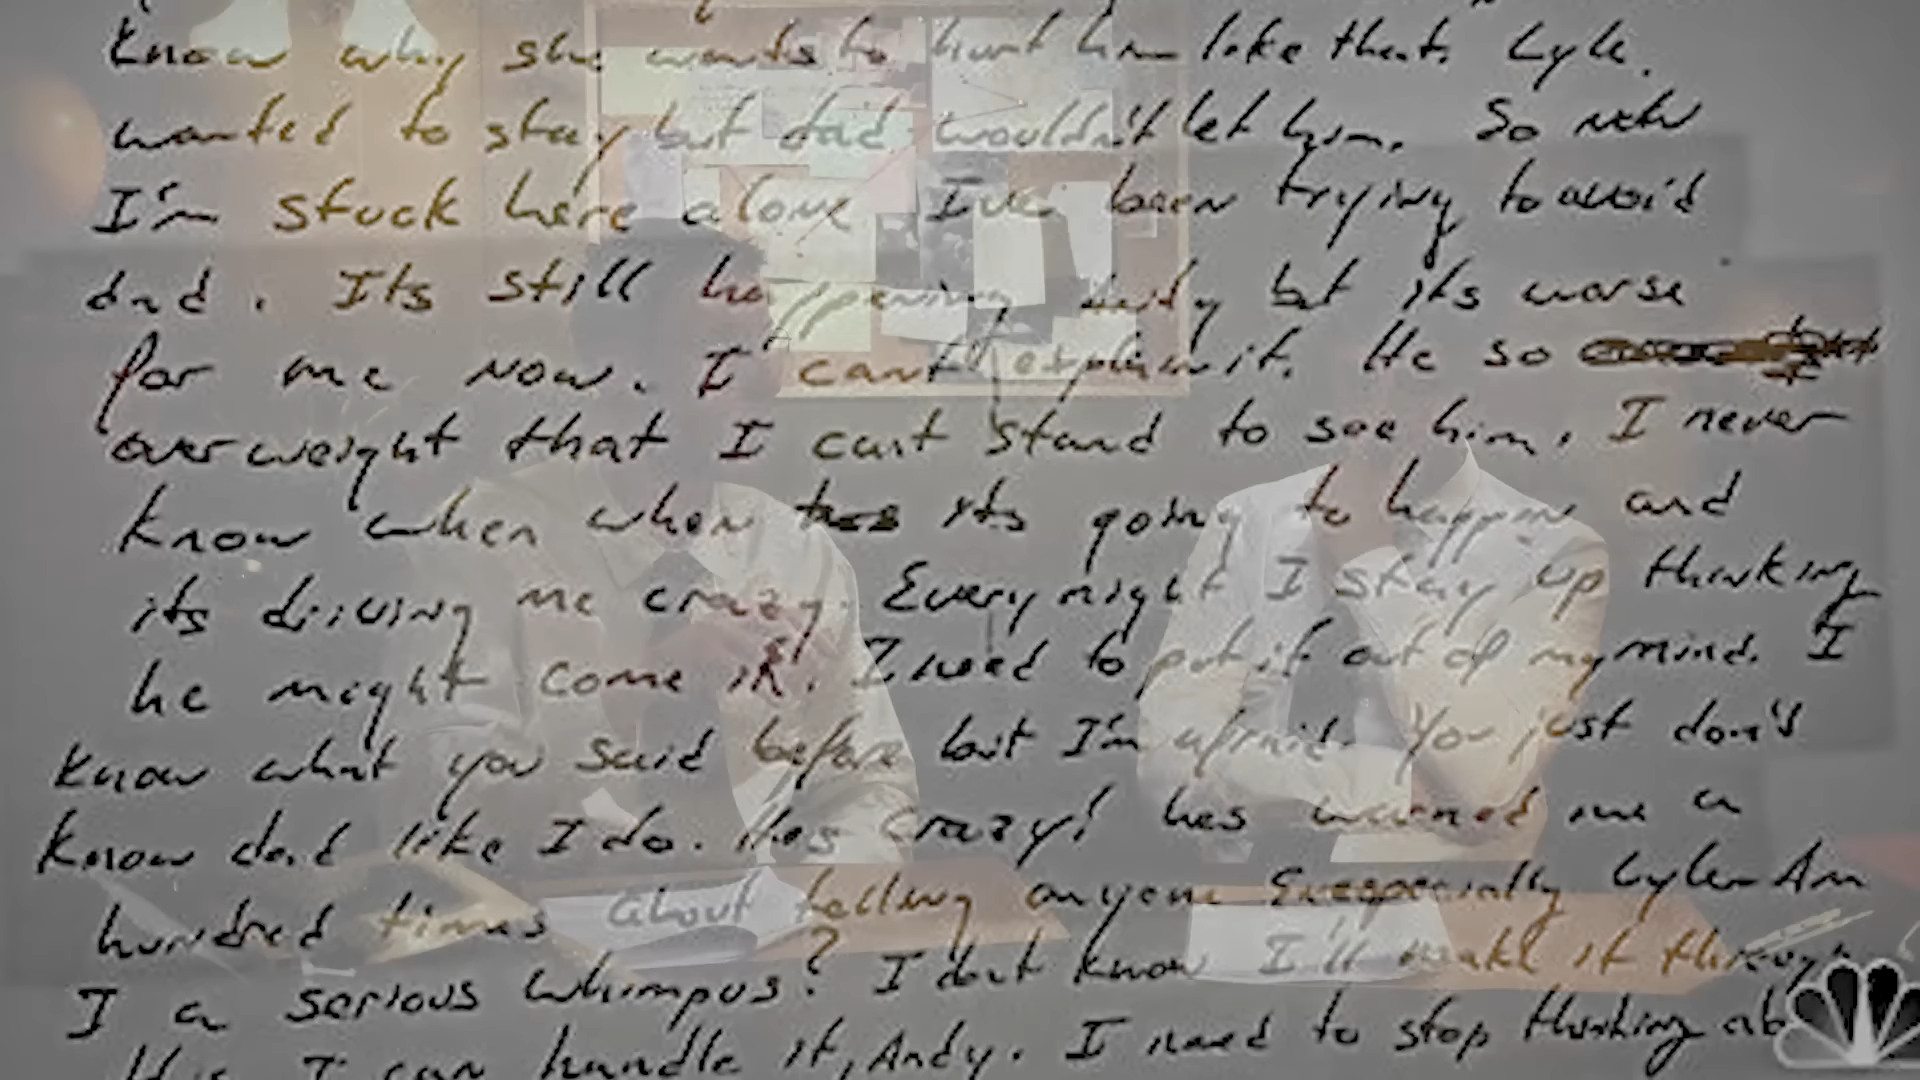 know why she wants to hurt him like that. Lyle.
wanted to stay but dad wouldn't let him. So now
I'm stuck here alone I've been trying to avoid
dad. Its still happening Andy but its worse
for me now. I cant explain it. He so
overweight that I cant stand to see him. I never
know when when its going to happen and
its driving me crazy. Every night I stay up thinking
he might come in. I need to put it out of my mind. I
know what you said before but I'm afraid. You just don't
know dad like I do. Hes crazy! hes warned me a
hundred times about telling anyone especially Lyle. Am
I a serious whimpus? I dont know I'll make it through
this. I can handle it, Andy. I need to stop thinking